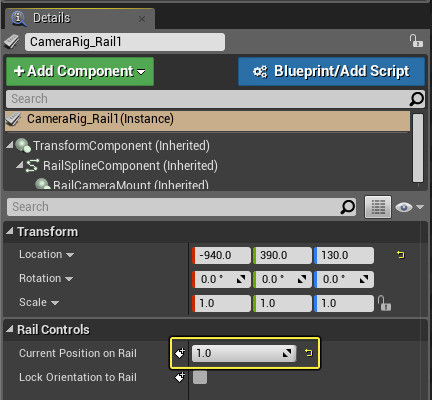 Details
CameraRig_Rail1
Add Component
Blueprint/Add Script
Search
CameraRig_Rail1(Instance)
TransformComponent (Inherited)
RailSplineComponent (Inherited)
RailCameraMount (Inherited)
Search
Transform
Location -940.0 390.0 130.0
Rotation 0.0 ° 0.0 ° 0.0 °
Scale 1.0 1.0 1.0
Rail Controls
Current Position on Rail 1.0
Lock Orientation to Rail